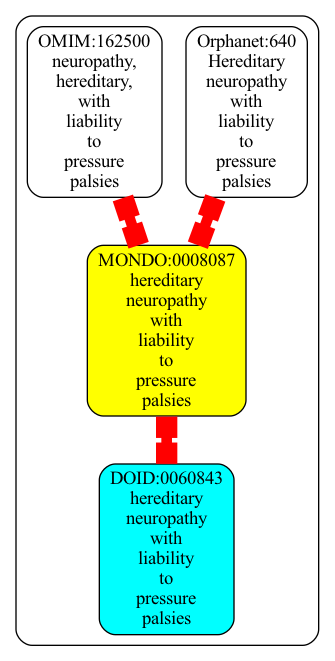 OMIM:162500
neuropathy,
hereditary,
with
liability
to
pressure
palsies
Orphanet:640
Hereditary
neuropathy
with
liability
to
pressure
palsies
MONDO:0008087
hereditary
neuropathy
with
liability
to
pressure
palsies
DOID:0060843
hereditary
neuropathy
with
liability
to
pressure
palsies